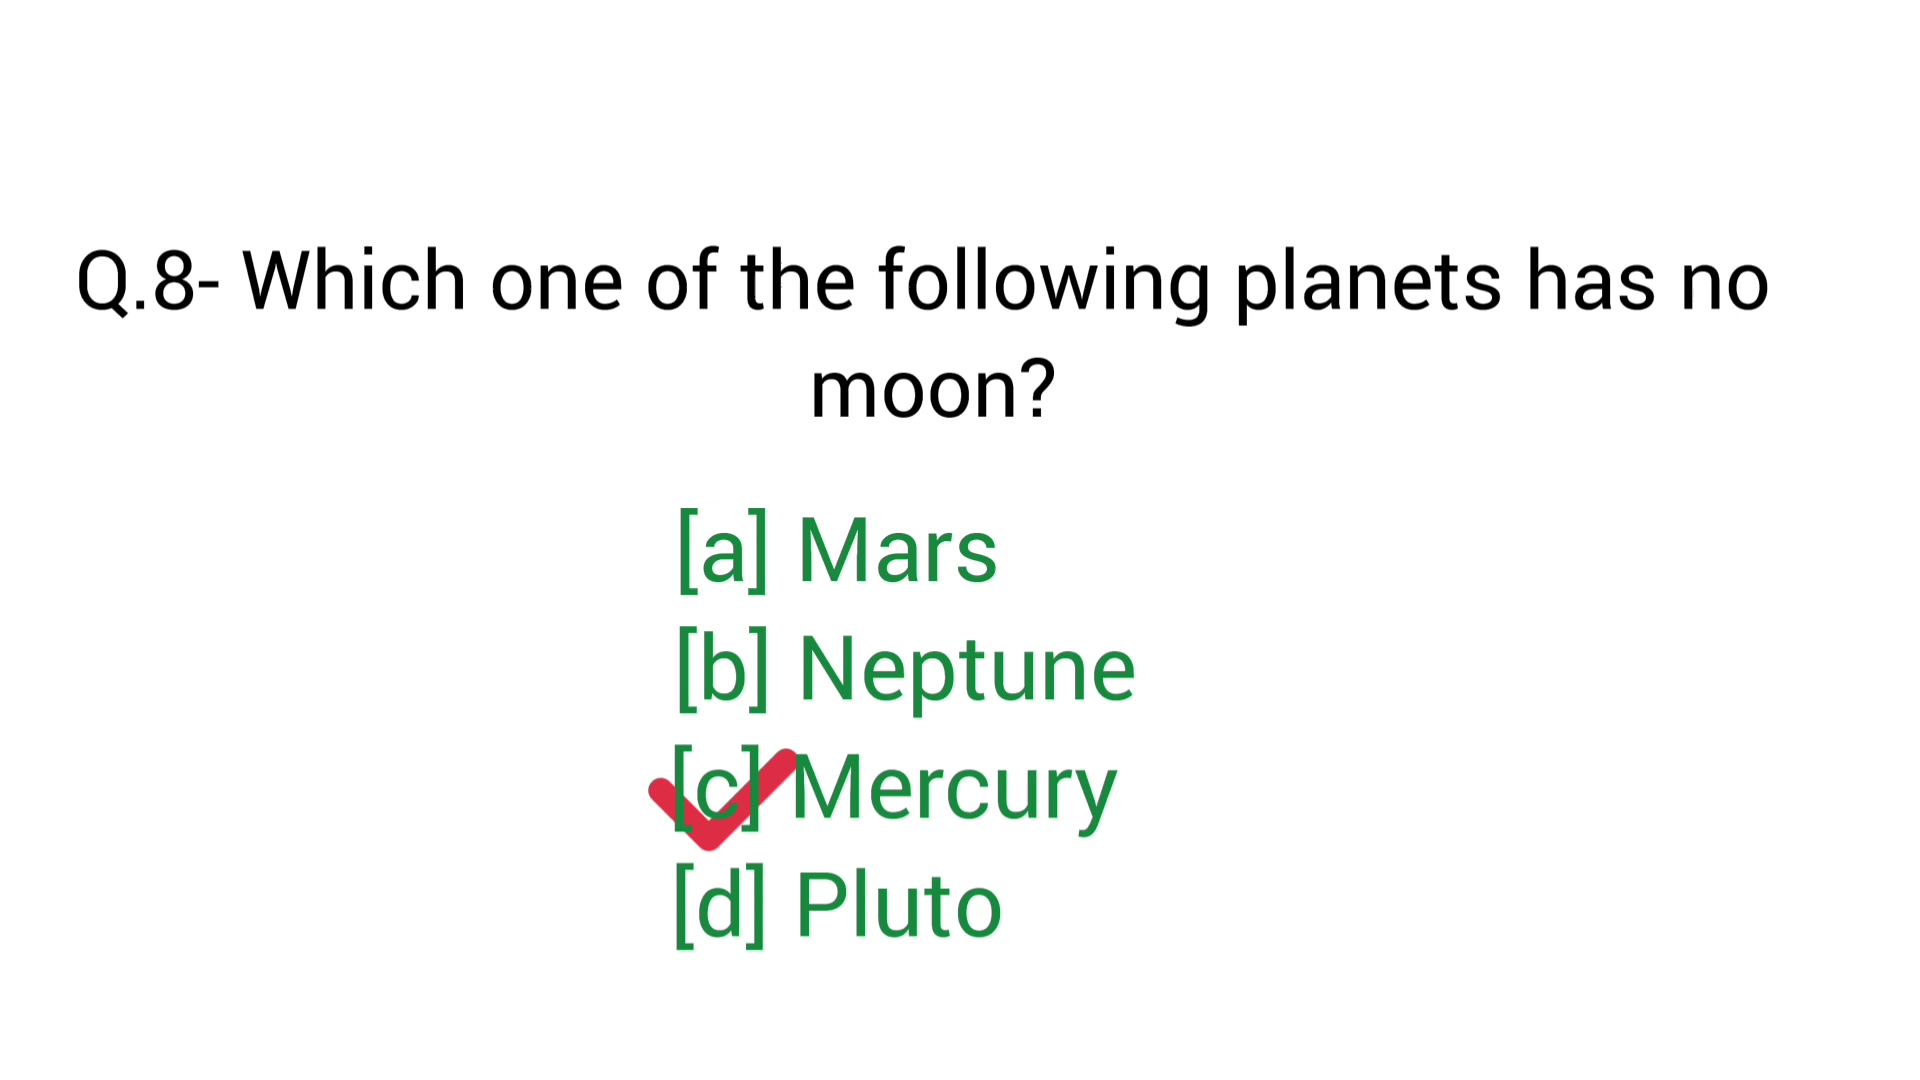 Q.8- Which one of the following planets has no
moon?
[a] Mars
[b] Neptune
[c] Mercury
[d] Pluto